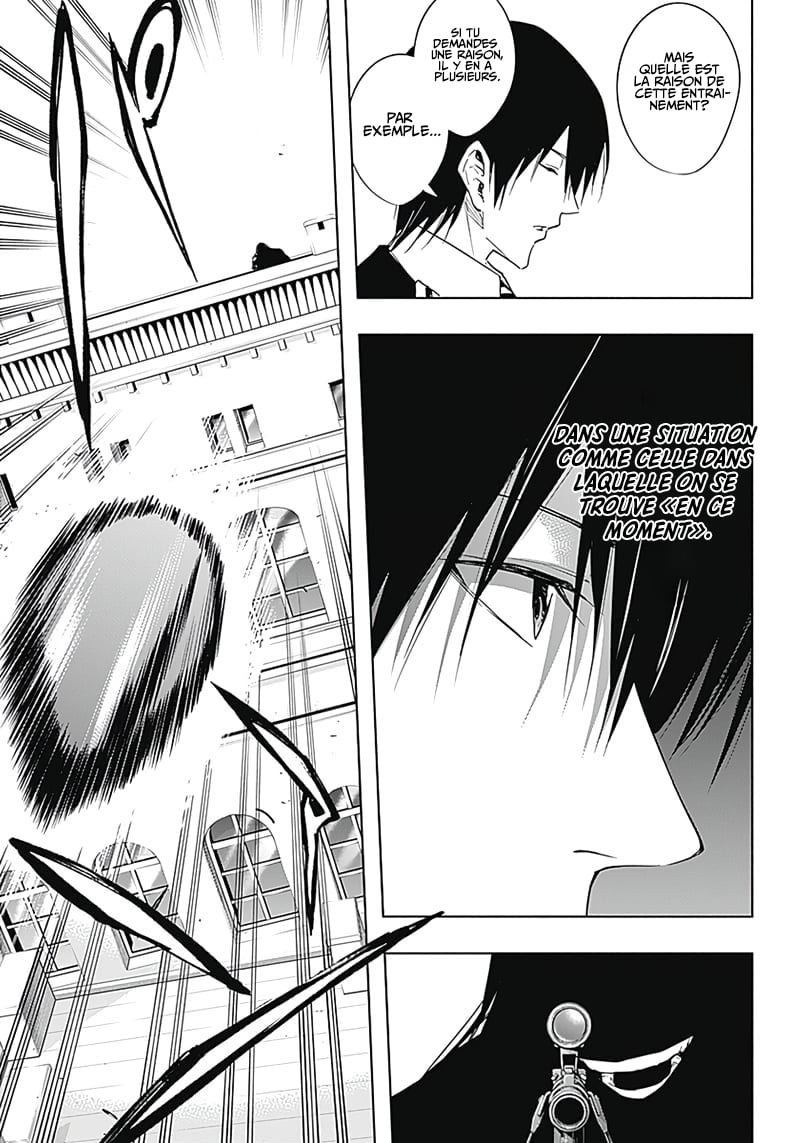 MAIS
QUELLE EST
LA RAISON DE
CETTE ENTRAI-
NEMENT?
SI TU
DEMANDES
UNE RAISON,
IL Y EN A
PLUSIEURS.
PAR
EXEMPLE...
DANS UNE SITUATION
COMME CELLE DANS
LAQUELLE ON SE
TROUVE «EN CE
MOMENT».